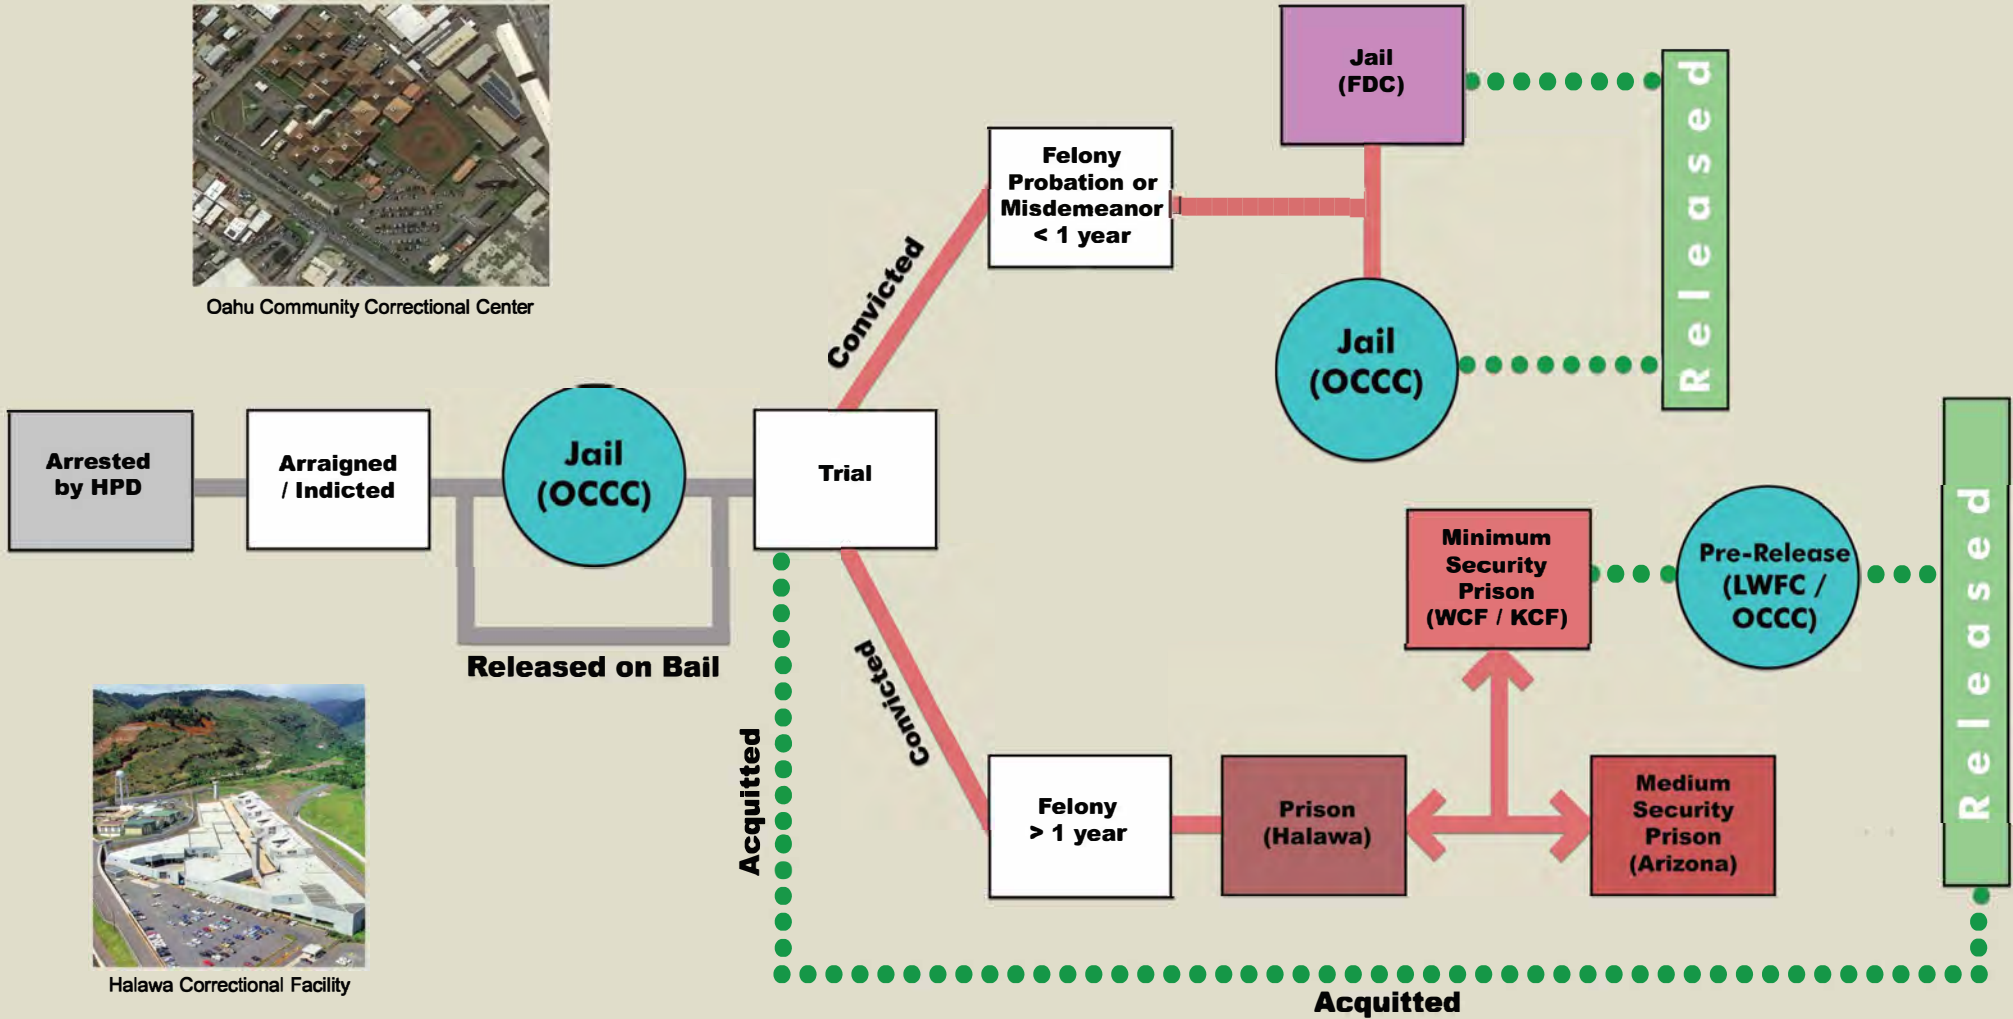 Oahu Community Correctional Center
Arrested
by HPD
Arraigned
/ Indicted
Jail
(OCCC)
Released on Bail
Trial
Convicted
Felony
Probation or
Misdemeanor
< 1 year
Jail
(FDC)
Jail
(OCCC)
Released
Convicted
Felony
> 1 year
Prison
(Halawa)
Minimum
Security
Prison
(WCF / KCF)
Medium
Security
Prison
(Arizona)
Pre-Release
(LWFC /
OCCC)
Released
Acquitted
Acquitted
Halawa Correctional Facility